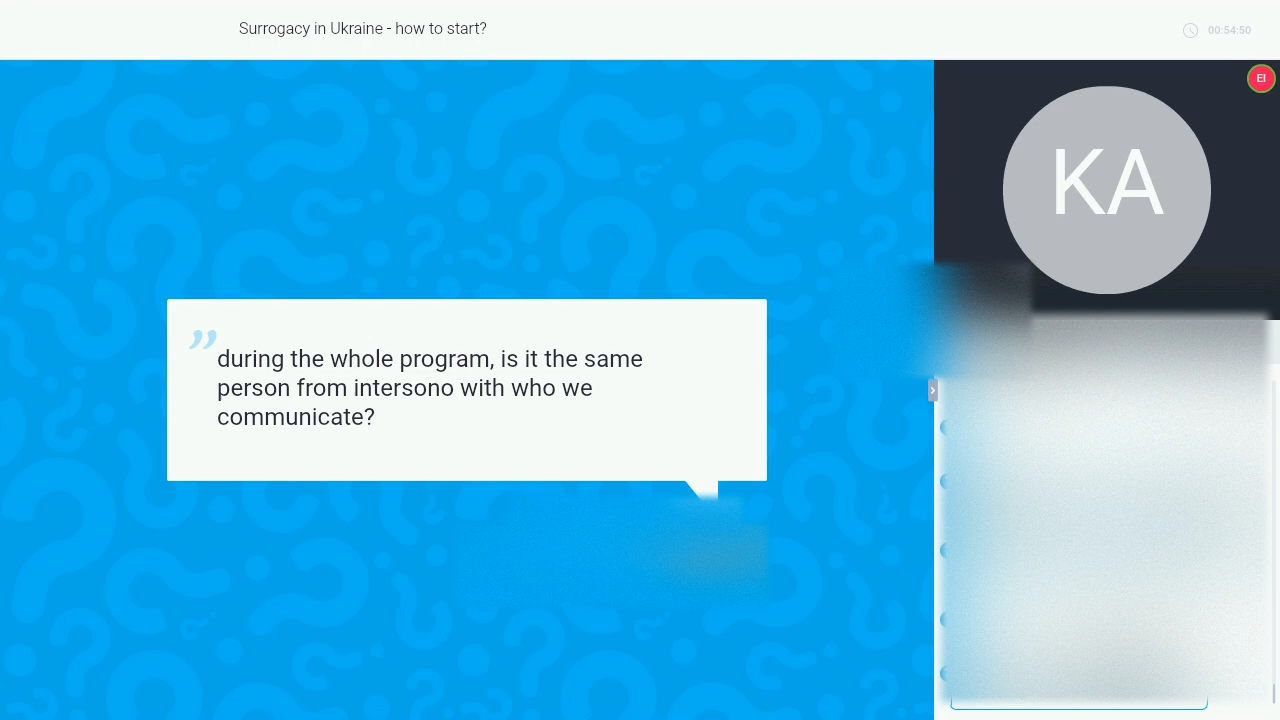 Surrogacy in Ukraine - how to start?
00:54:50
EI
KA
” during the whole program, is it the same
person from intersono with who we
communicate?